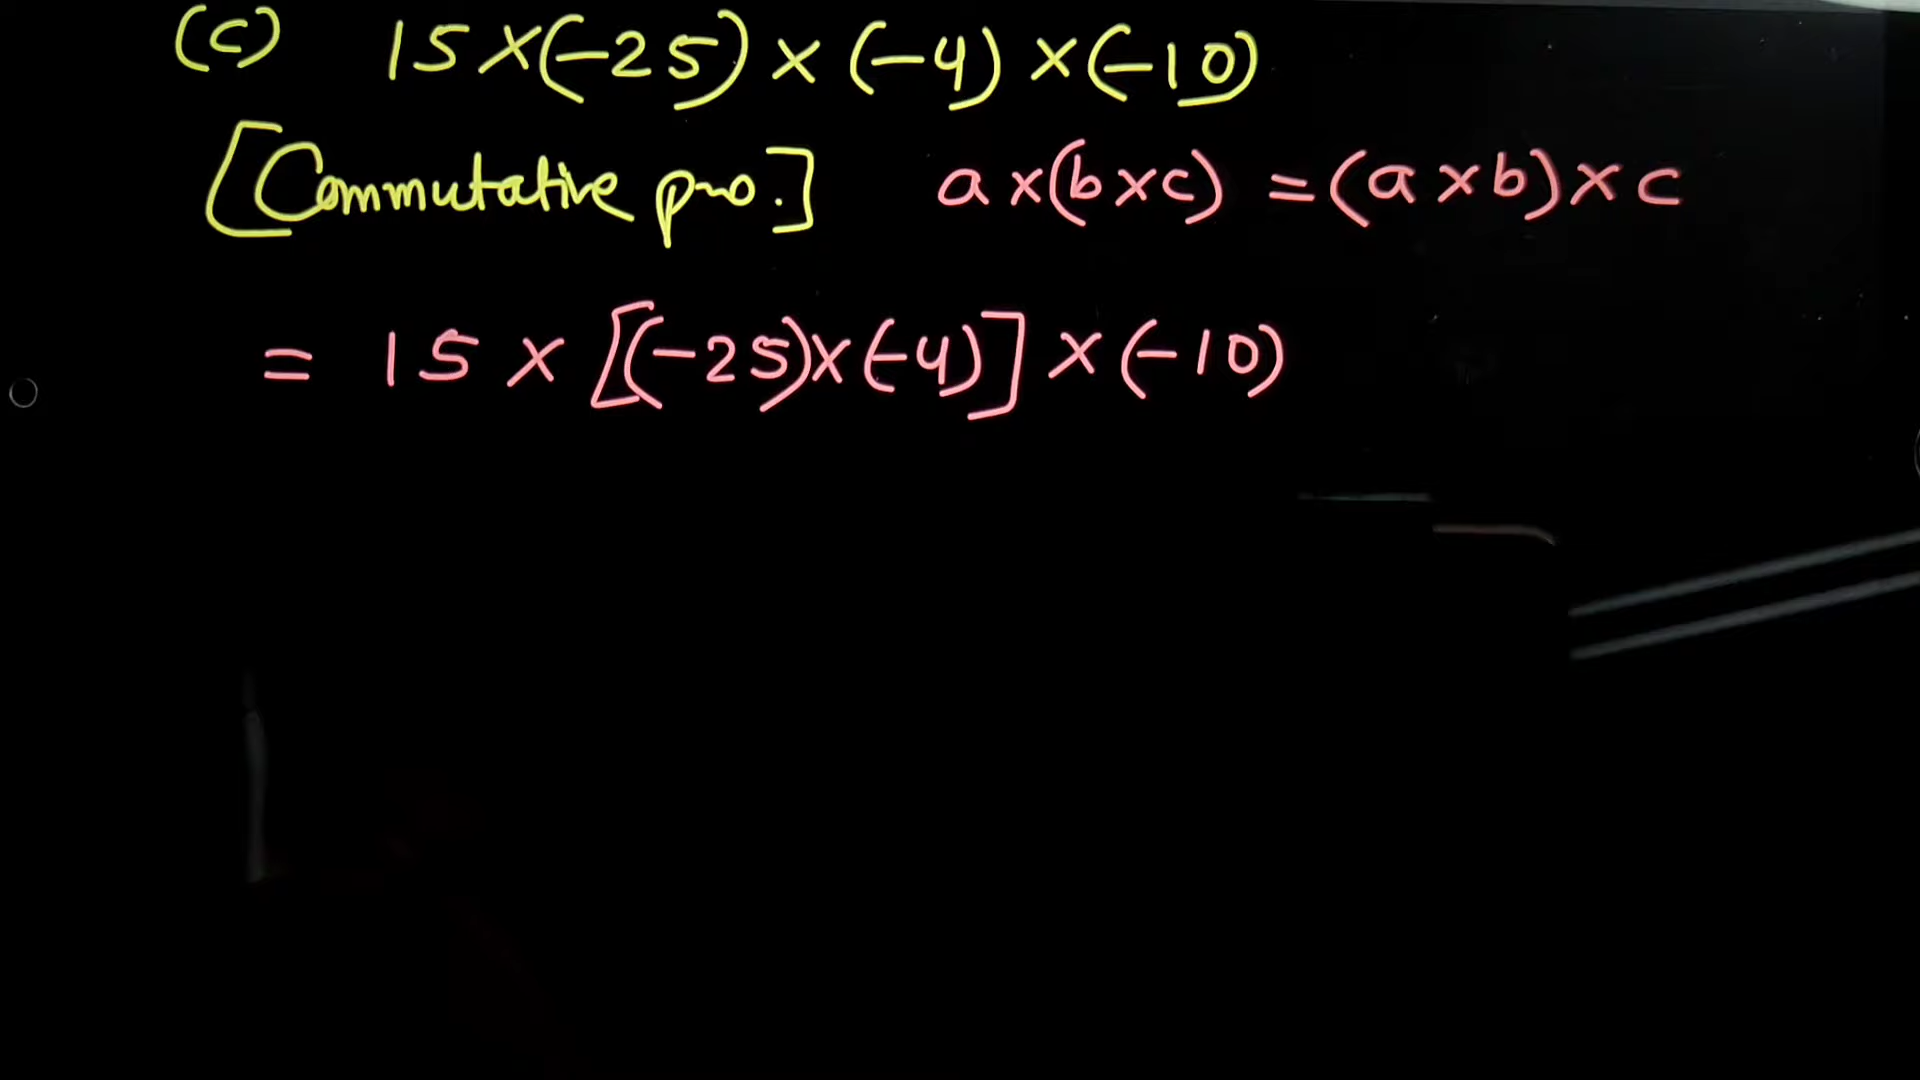 (c) 15 ×(-25) × (-4) × (-10)
[Commutative pro.] a ×(b × c) = (a × b) × c
= 15 × [(-25)×(-4)] × (-10)